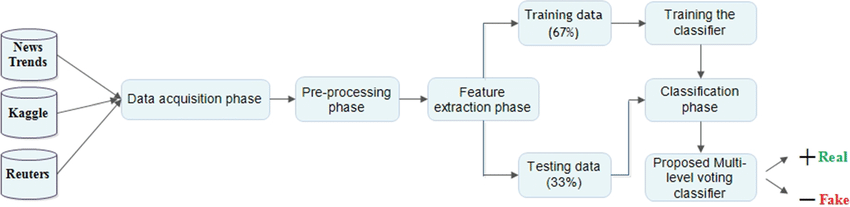 News
Trends
Kaggle
Reuters
Data acquisition phase
Pre-processing
phase
Feature
extraction phase
Training data
(67%)
Training the
classifier
Testing data
(33%)
Classification
phase
Proposed Multi-
level voting
classifier
+ Real
− Fake